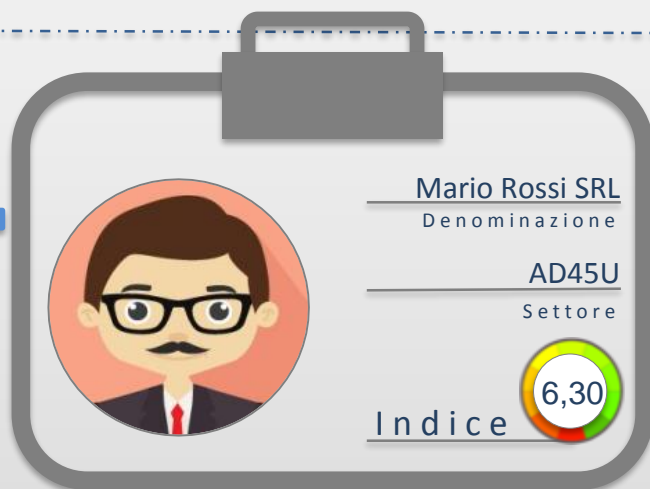 Mario Rossi SRL
Denominazione
AD45U
Settore
Indice
6,30